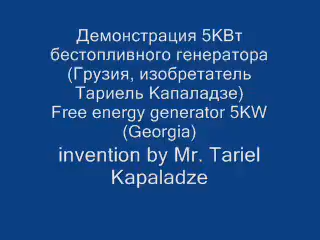 Демонстрация 5КВт
бестопливного генератора
(Грузия, изобретатель
Тариель Капаладзе)
Free energy generator 5KW
(Georgia)
invention by Mr. Tariel
Kapaladze